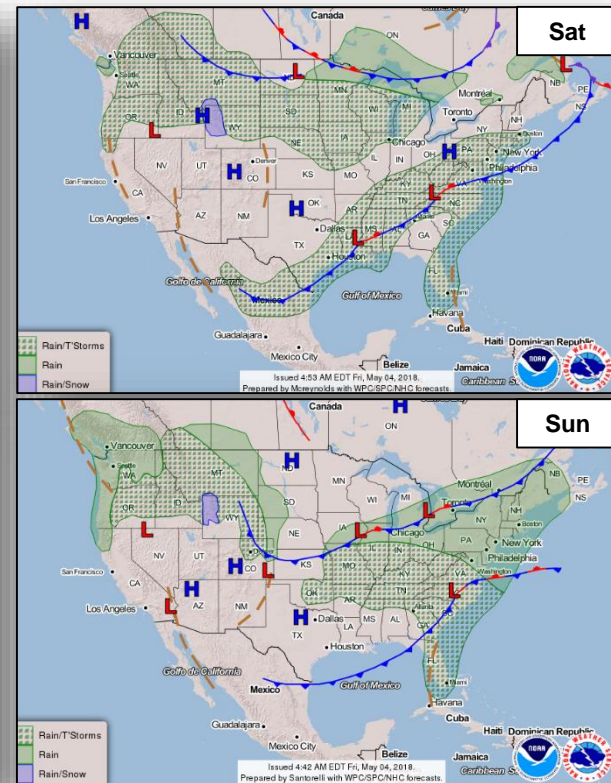 Sat
Canada
H
ON
Vancouver
Seattle
WA
MT
ND
L
MN
L
NB
PE
NS
Montréal
OR
ID
H
WY
SD
WI
MI
Toronto
NH
Boston
L
NE
IA
Chicago
NY
New York
NV
UT
H
Denver
CO
KS
MO
IL
IN
OH
H
PA
Philadelphia
Washington
San Francisco
CA
KY
L
VA
Los Angeles
AZ
NM
H
OK
AR
TN
NC
Dallas
L
MS
AL
Atlanta
SC
GA
TX
Houston
FL
Golfo de California
Mexico
Gulf of Mexico
Miami
Havana
Cuba
Guadalajara
Mexico City
Haiti Dominican Republic
Belize
Jamaica
Rain/T'Storms
Rain
Rain/Snow
Issued 4:53 AM EDT Fri, May 04, 2018.
Prepared by Mcreynolds with WPC/SPC/NHC forecasts.
NOAA
Sun
Canada
H
ON
Vancouver
Seattle
WA
MT
H
ND
MN
NB
PE
NS
Montréal
OR
ID
WY
SD
WI
MI
L
Toronto
NH
Boston
L
NE
IA
L
Chicago
NY
New York
NV
UT
H
Denver
CO
L
KS
MO
IL
IN
OH
PA
Philadelphia
Washington
San Francisco
CA
KY
VA
Los Angeles
L
H
AZ
NM
OK
AR
TN
L
H
Dallas
MS
AL
Atlanta
SC
GA
TX
LA
Houston
FL
Golfo de California
Mexico
Gulf of Mexico
Miami
Havana
Cuba
Guadalajara
Mexico City
Haiti Dominican Republic
Belize
Jamaica
Caribbean
Rain/T'Storms
Rain
Rain/Snow
Issued 4:42 AM EDT Fri, May 04, 2018.
Prepared by Santorelli with WPC/SPC/NHC forecasts.
NOAA